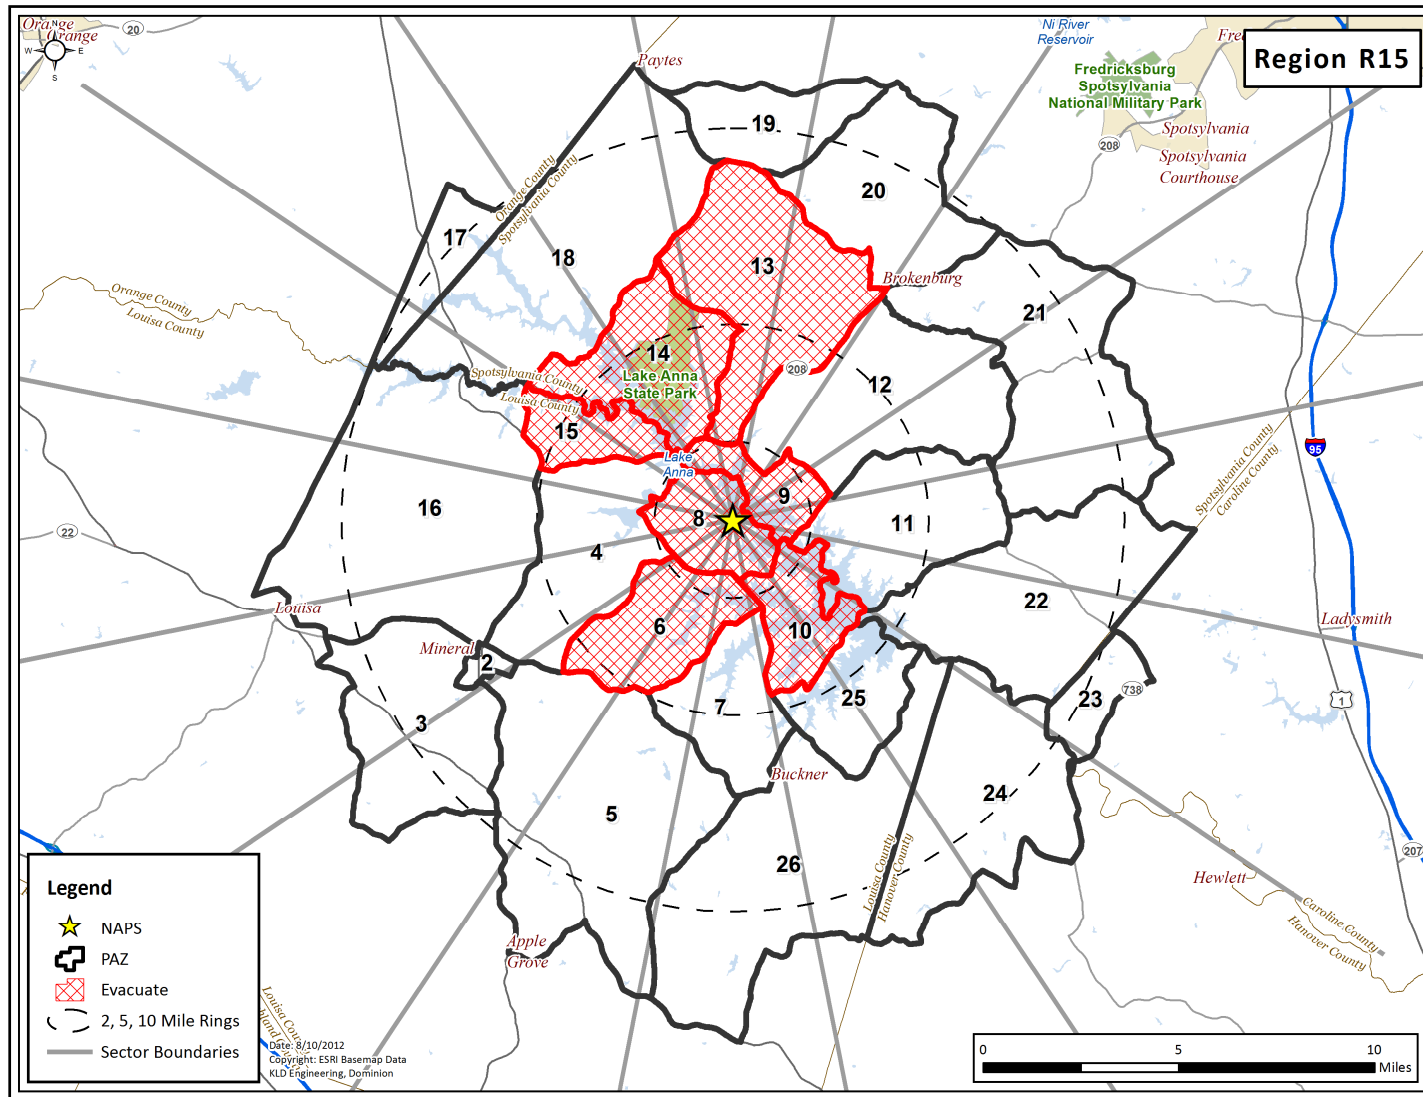 Orange
Orange
20
N
W
E
S
Paytes
Ni River
Reservoir
Region R15
Fredricksburg
Spotsylvania
National Military Park
Spotsylvania
208
Spotsylvania
Courthouse
19
20
Orange County
Spotsylvania County
17
18
13
Brokenburg
Orange County
Louisa County
21
14
208
Spotsylvania County
Louisa County
Lake Anna
State Park
12
15
Lake
Anna
95
Spotsylvania County
Caroline County
9
16
8
11
22
4
Louisa
22
Ladysmith
6
10
Mineral
2
738
23
1
25
7
3
Buckner
24
5
26
207
Hewlett
Louisa County
Hanover County
Caroline County
Hanover County
Apple
Grove
Legend
NAPS
PAZ
Evacuate
2, 5, 10 Mile Rings
Sector Boundaries
Louisa County
Date: 8/10/2012
Copyright: ESRI Basemap Data
KLD Engineering, Dominion
0
5
10
Miles